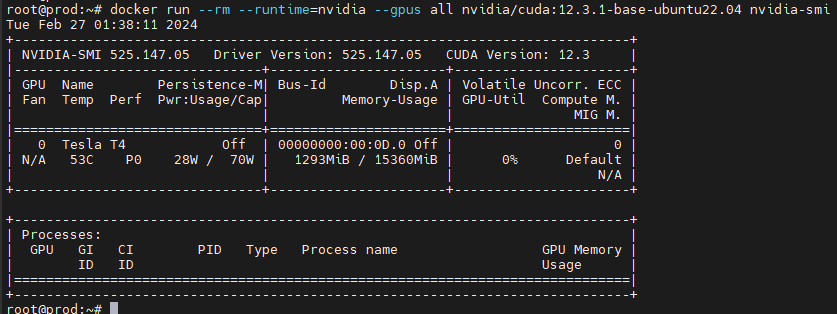 root@prod:~# docker run --rm --runtime=nvidia --gpus all nvidia/cuda:12.3.1-base-ubuntu22.04 nvidia-smi
Tue Feb 27 01:38:11 2024
+-----------------------------------------------------------------------------+
| NVIDIA-SMI 525.147.05   Driver Version: 525.147.05   CUDA Version: 12.3     |
|-------------------------------+----------------------+----------------------+
| GPU  Name        Persistence-M| Bus-Id        Disp.A | Volatile Uncorr. ECC |
| Fan  Temp  Perf  Pwr:Usage/Cap|         Memory-Usage | GPU-Util  Compute M. |
|                               |                      |               MIG M. |
|===============================+======================+======================|
|   0  Tesla T4            Off  | 00000000:00:0D.0 Off |                    0 |
| N/A   53C    P0    28W /  70W |   1293MiB / 15360MiB |      0%      Default |
|                               |                      |                  N/A |
+-------------------------------+----------------------+----------------------+

+-----------------------------------------------------------------------------+
| Processes:                                                                  |
|  GPU   GI   CI        PID   Type   Process name                  GPU Memory |
|        ID   ID                                                   Usage      |
|=============================================================================|
+-----------------------------------------------------------------------------+
root@prod:~#